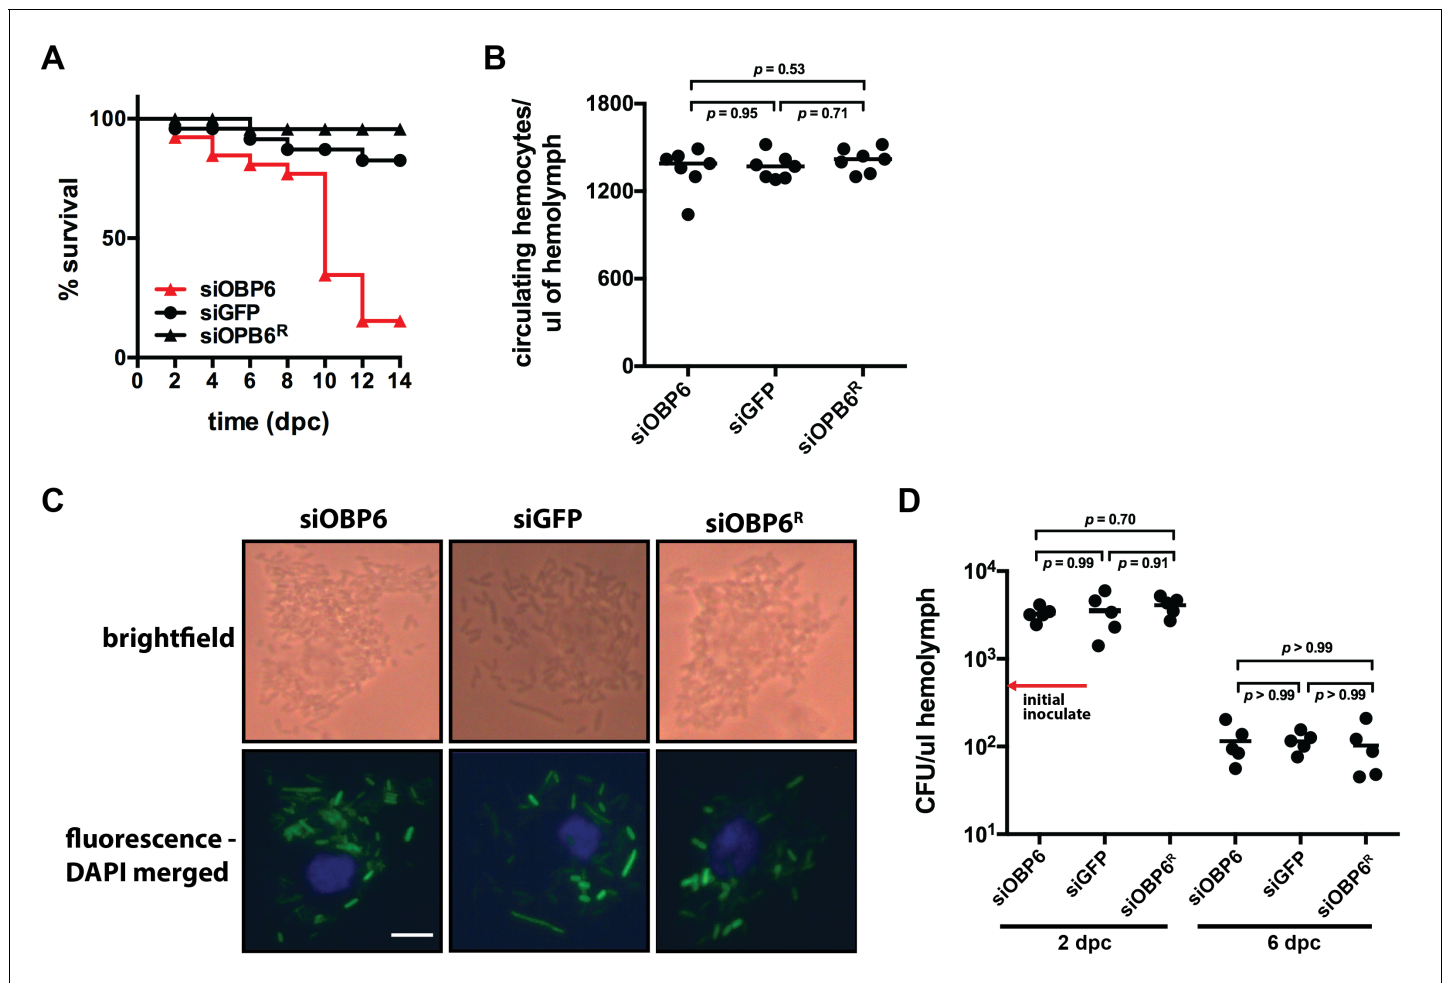 A
100
50
0
% survival
siOBP6
siGFP
siOPB6ᴿ
0 2 4 6 8 10 12 14
time (dpc)
B
p = 0.53
p = 0.95 p = 0.71
1800
1200
600
0
circulating hemocytes/
ul of hemolymph
siOBP6 siGFP siOPB6ᴿ
C
siOBP6 siGFP siOBP6ᴿ
brightfield
fluorescence -
DAPI merged
D
p = 0.70
p = 0.99 p = 0.91
p > 0.99
p > 0.99 p > 0.99
10⁴
10³
10²
10¹
CFU/ul hemolymph
initial
inoculate
siOBP6 siGFP siOBP6ᴿ siOBP6 siGFP siOBP6ᴿ
2 dpc 6 dpc